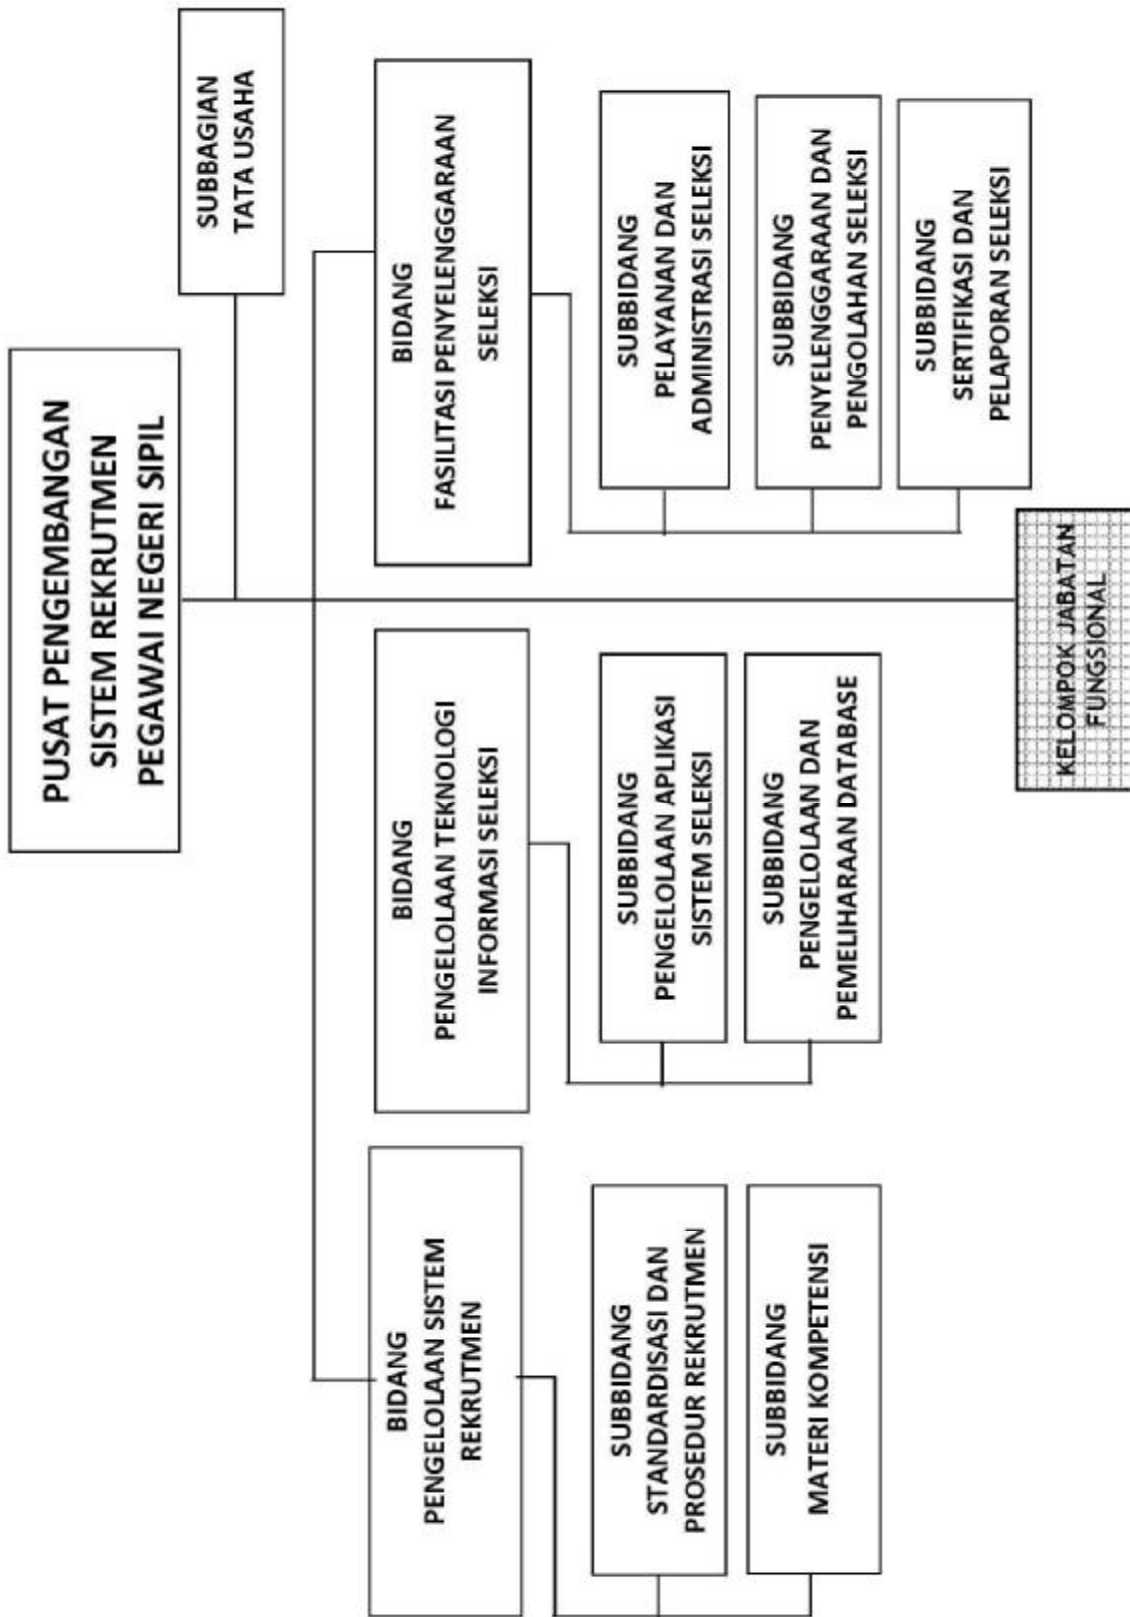 PUSAT PENGEMBANGAN
SISTEM REKRUTMEN
PEGAWAI NEGERI SIPIL
SUBBAGIAN
TATA USAHA
BIDANG
PENGELOLAAN SISTEM
REKRUTMEN
BIDANG
PENGELOLAAN TEKNOLOGI
INFORMASI SELEKSI
BIDANG
FASILITASI PENYELENGGARAAN
SELEKSI
SUBBIDANG
STANDARDISASI DAN
PROSEDUR REKRUTMEN
SUBBIDANG
MATERI KOMPETENSI
SUBBIDANG
PENGELOLAAN APLIKASI
SISTEM SELEKSI
SUBBIDANG
PENGELOLAAN DAN
PEMELIHARAAN DATABASE
SUBBIDANG
PELAYANAN DAN
ADMINISTRASI SELEKSI
SUBBIDANG
PENYELENGGARAAN DAN
PENGOLAHAN SELEKSI
SUBBIDANG
SERTIFIKASI DAN
PELAPORAN SELEKSI
KELOMPOK JABATAN
FUNGSIONAL